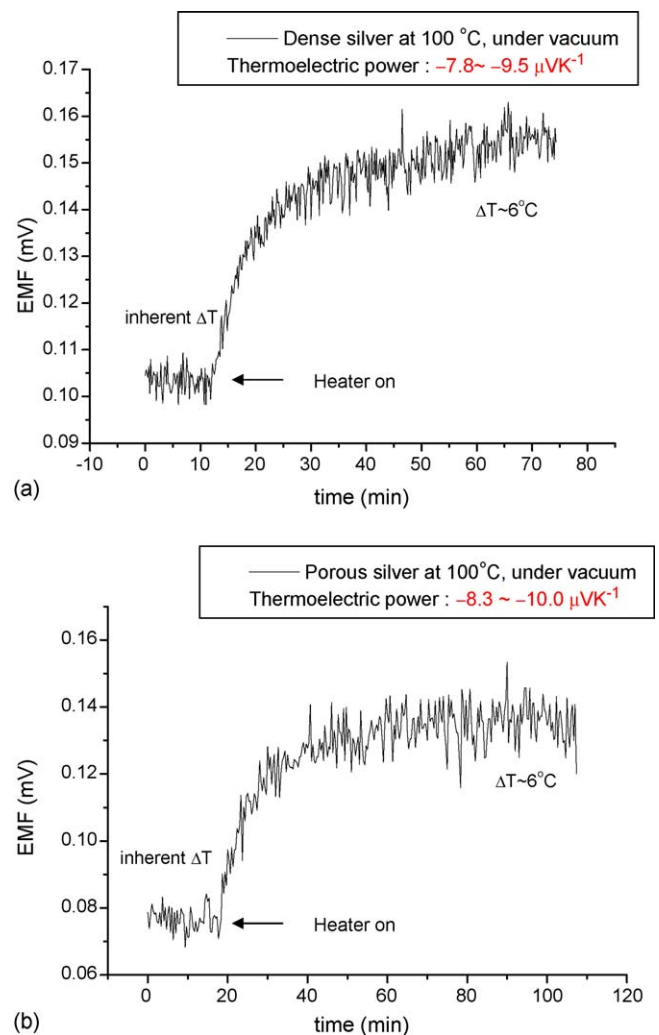 Dense silver at 100 °C, under vacuum
Thermoelectric power : −7.8~ −9.5 μVK⁻¹
0.17
0.16
0.15
0.14
0.13
0.12
0.11
0.10
0.09
EMF (mV)
ΔT~6°C
inherent ΔT
Heater on
-10 0 10 20 30 40 50 60 70 80
time (min)
(a)
Porous silver at 100°C, under vacuum
Thermoelectric power : −8.3 ~ −10.0 μVK⁻¹
0.16
0.14
0.12
0.10
0.08
0.06
EMF (mV)
ΔT~6°C
inherent ΔT
Heater on
0 20 40 60 80 100 120
time (min)
(b)